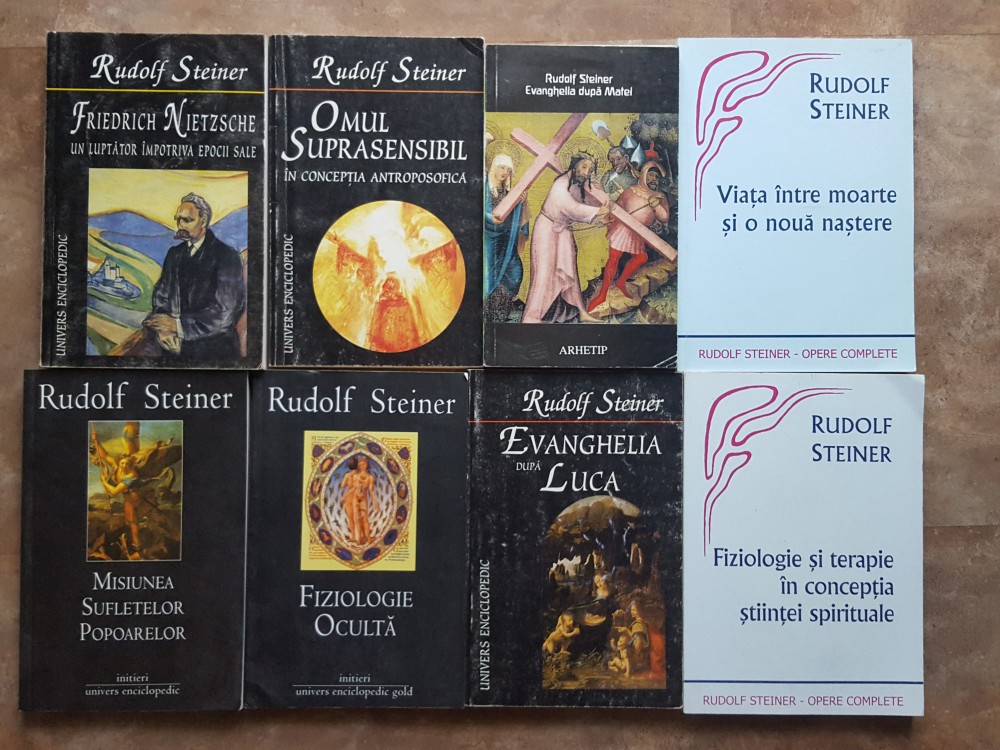 Rudolf Steiner
FRIEDRICH NIETZSCHE
UN LUPTĂTOR ÎMPOTRIVA EPOCII SALE
UNIVERS ENCICLOPEDIC
Rudolf Steiner
OMUL
SUPRASENSIBIL
ÎN CONCEPȚIA ANTROPOSOFICĂ
UNIVERS ENCICLOPEDIC
Rudolf Steiner
Evanghelia după Matei
ARHETIP
RUDOLF
STEINER
Viața între moarte
și o nouă naștere
RUDOLF STEINER - OPERE COMPLETE
Rudolf Steiner
MISIUNEA
SUFLETELOR
POPOARELOR
initieri
univers enciclopedic
Rudolf Steiner
FIZIOLOGIE
OCULTĂ
initieri
univers enciclopedic gold
Rudolf Steiner
EVANGHELIA
DUPĂ
LUCA
UNIVERS ENCICLOPEDIC
RUDOLF
STEINER
Fiziologie și terapie
în concepția
științei spirituale
RUDOLF STEINER - OPERE COMPLETE